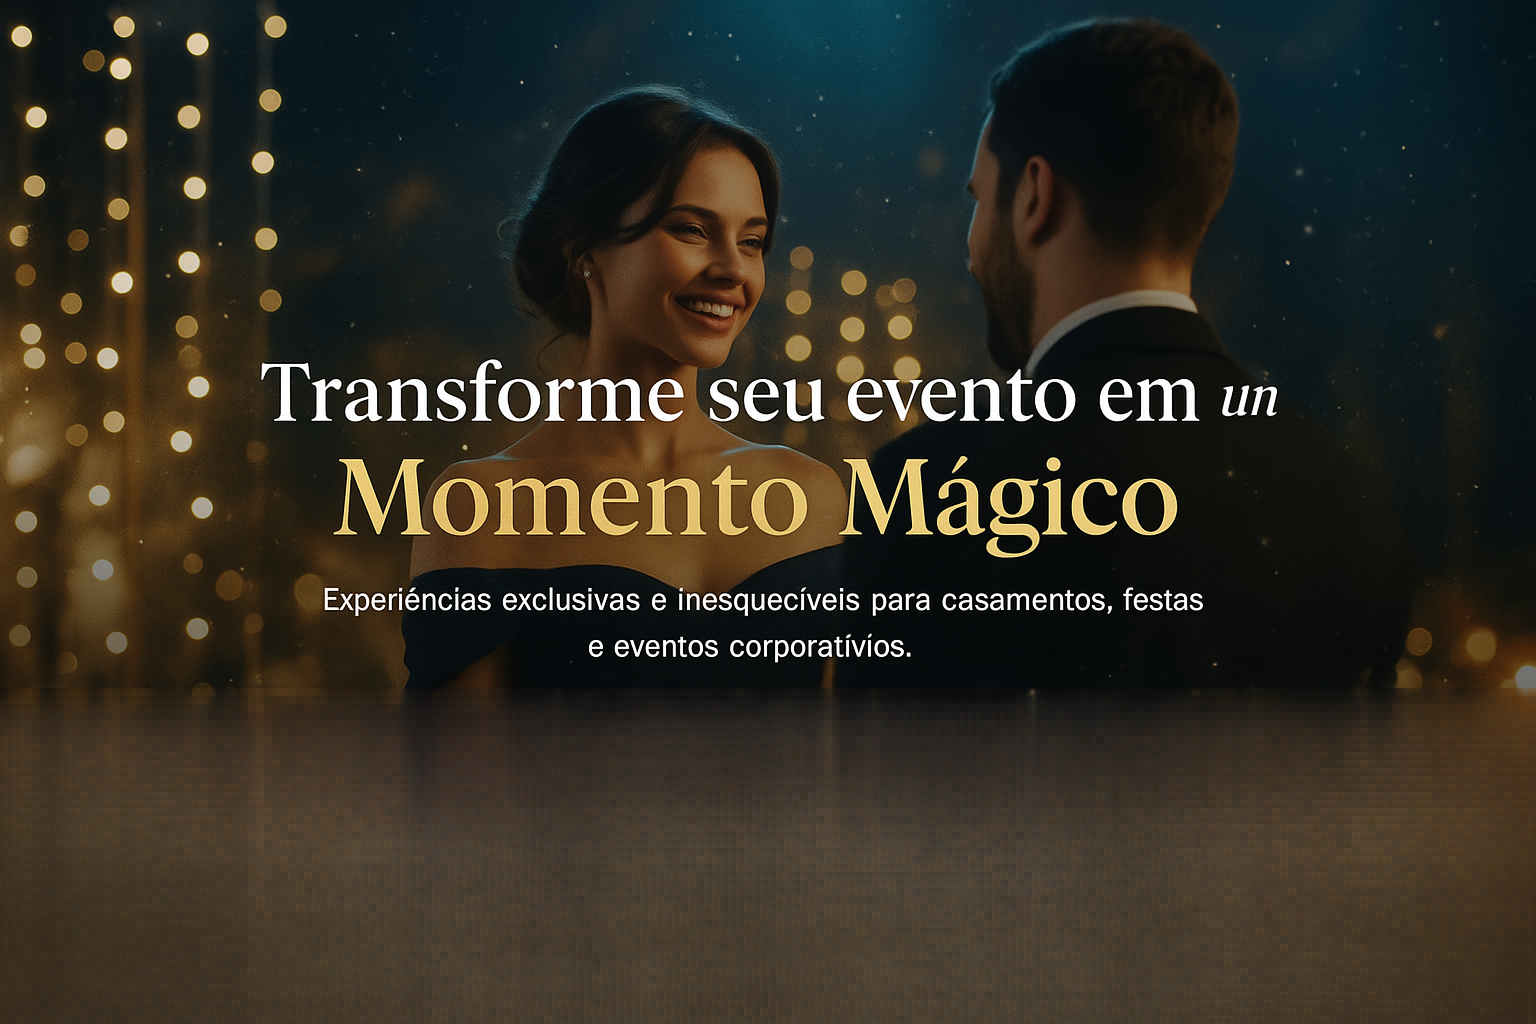 Transforme seu evento em un
Momento Mágico
Experiéncias exclusivas e inesquecíveis para casamentos, festas
e eventos corporatívios.